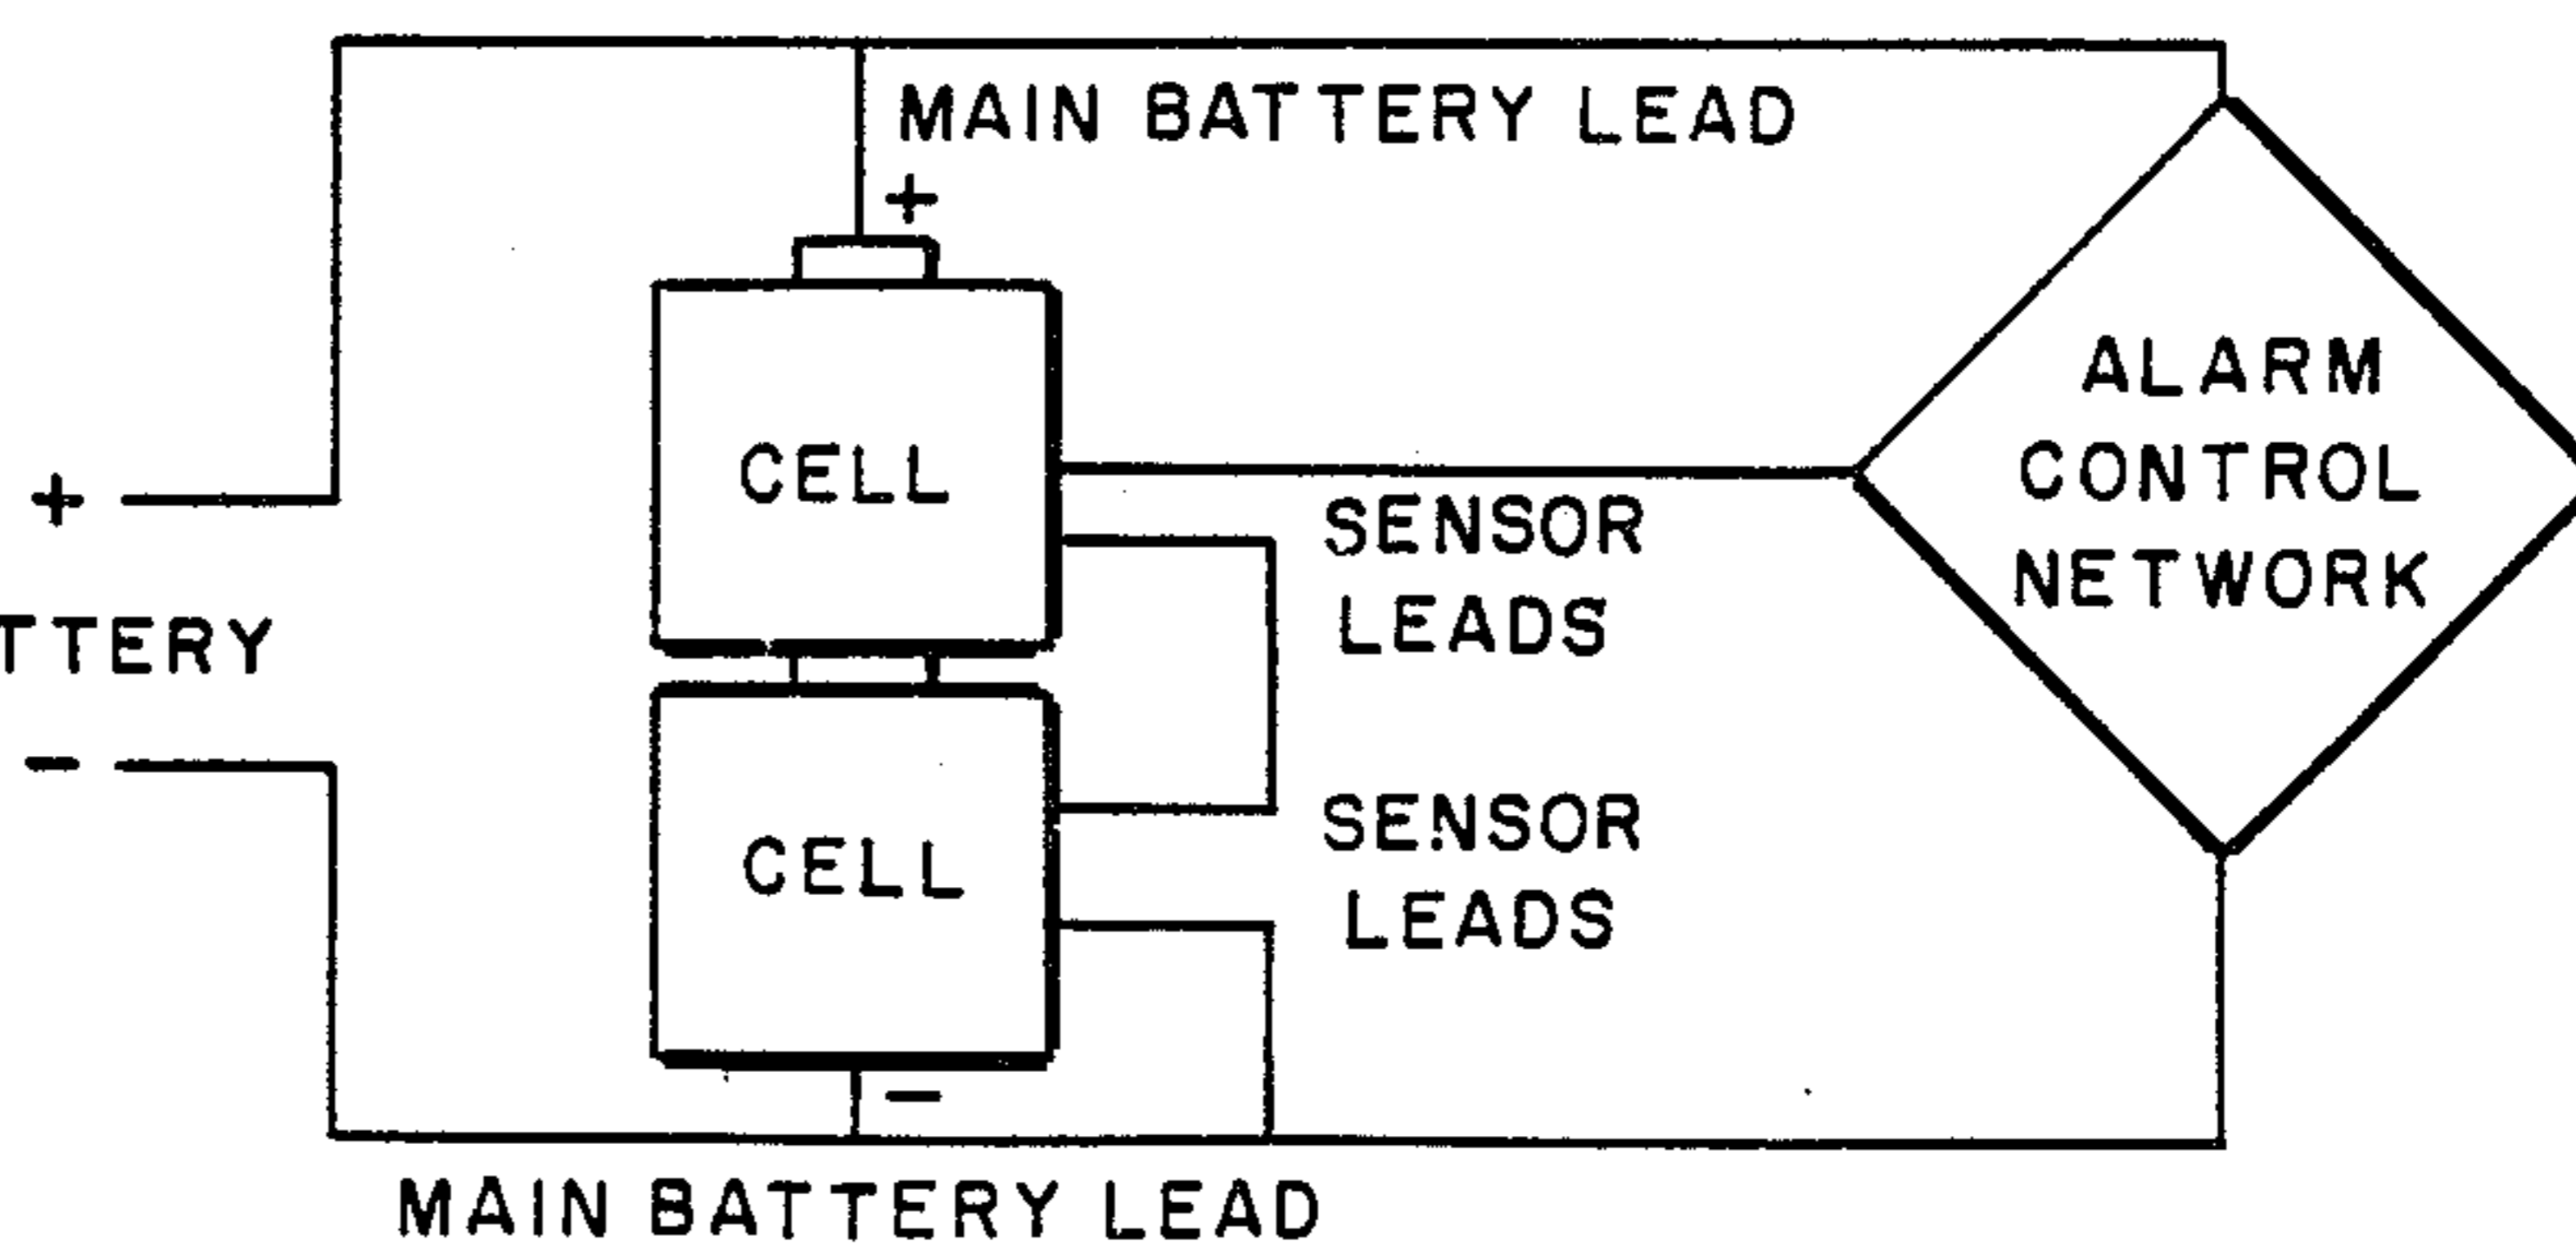 MAIN BATTERY LEAD
+
CELL
ALARM
CONTROL
NETWORK
+
SENSOR
LEADS
TTERY
-
SENSOR
LEADS
CELL
-
MAIN BATTERY LEAD